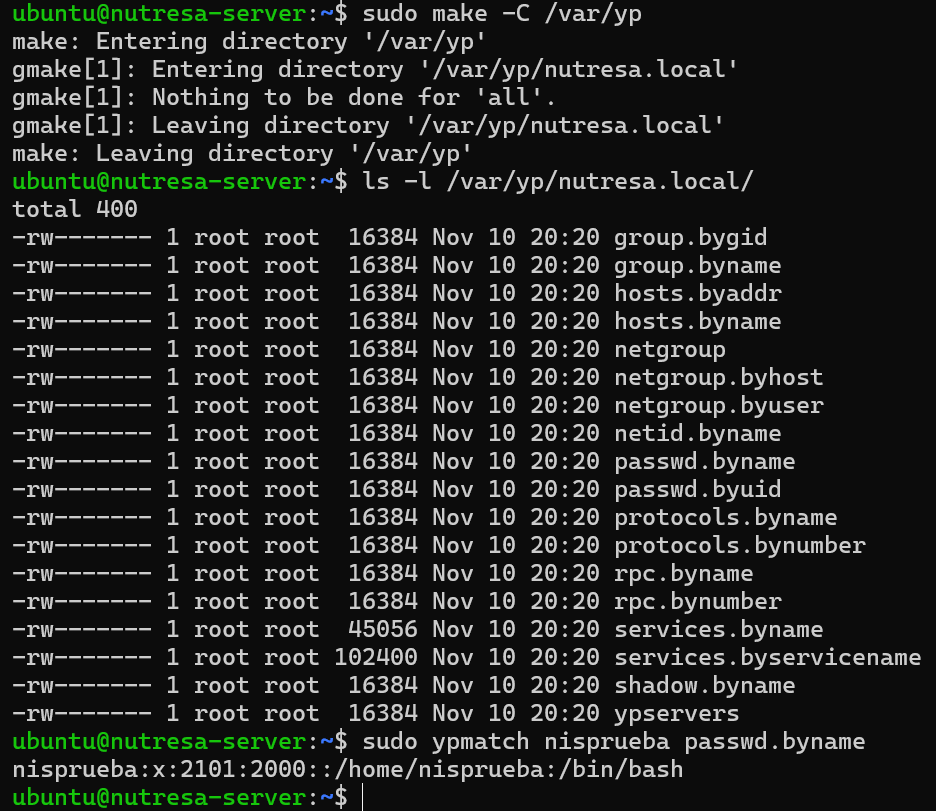 ubuntu@nutresa-server:~$ sudo make -C /var/yp
make: Entering directory '/var/yp'
gmake[1]: Entering directory '/var/yp/nutresa.local'
gmake[1]: Nothing to be done for 'all'.
gmake[1]: Leaving directory '/var/yp/nutresa.local'
make: Leaving directory '/var/yp'
ubuntu@nutresa-server:~$ ls -l /var/yp/nutresa.local/
total 400
-rw------- 1 root root  16384 Nov 10 20:20 group.bygid
-rw------- 1 root root  16384 Nov 10 20:20 group.byname
-rw------- 1 root root  16384 Nov 10 20:20 hosts.byaddr
-rw------- 1 root root  16384 Nov 10 20:20 hosts.byname
-rw------- 1 root root  16384 Nov 10 20:20 netgroup
-rw------- 1 root root  16384 Nov 10 20:20 netgroup.byhost
-rw------- 1 root root  16384 Nov 10 20:20 netgroup.byuser
-rw------- 1 root root  16384 Nov 10 20:20 netid.byname
-rw------- 1 root root  16384 Nov 10 20:20 passwd.byname
-rw------- 1 root root  16384 Nov 10 20:20 passwd.byuid
-rw------- 1 root root  16384 Nov 10 20:20 protocols.byname
-rw------- 1 root root  16384 Nov 10 20:20 protocols.bynumber
-rw------- 1 root root  16384 Nov 10 20:20 rpc.byname
-rw------- 1 root root  16384 Nov 10 20:20 rpc.bynumber
-rw------- 1 root root  45056 Nov 10 20:20 services.byname
-rw------- 1 root root 102400 Nov 10 20:20 services.byservicename
-rw------- 1 root root  16384 Nov 10 20:20 shadow.byname
-rw------- 1 root root  16384 Nov 10 20:20 ypservers
ubuntu@nutresa-server:~$ sudo ypmatch nisprueba passwd.byname
nisprueba:x:2101:2000::/home/nisprueba:/bin/bash
ubuntu@nutresa-server:~$